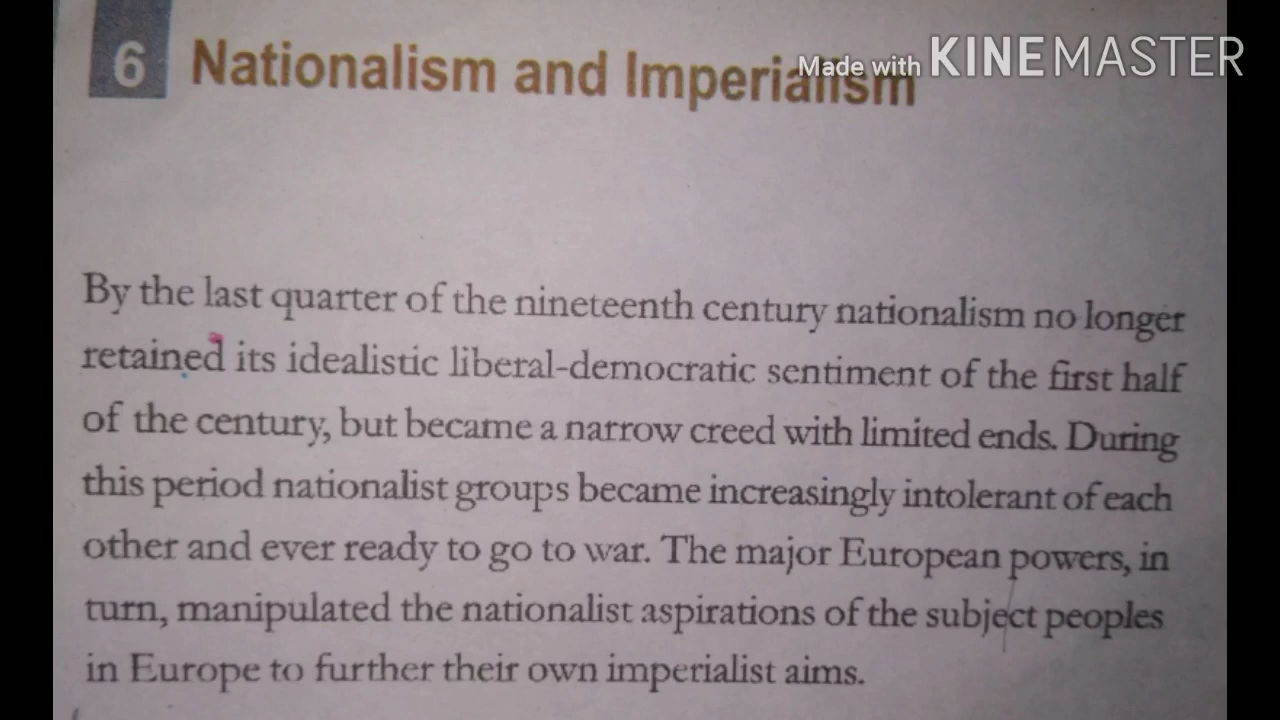 6 Nationalism and Imperialism
Made with KINEMASTER
By the last quarter of the nineteenth century nationalism no longer
retained its idealistic liberal-democratic sentiment of the first half
of the century, but became a narrow creed with limited ends. During
this period nationalist groups became increasingly intolerant of each
other and ever ready to go to war. The major European powers, in
turn, manipulated the nationalist aspirations of the subject peoples
in Europe to further their own imperialist aims.